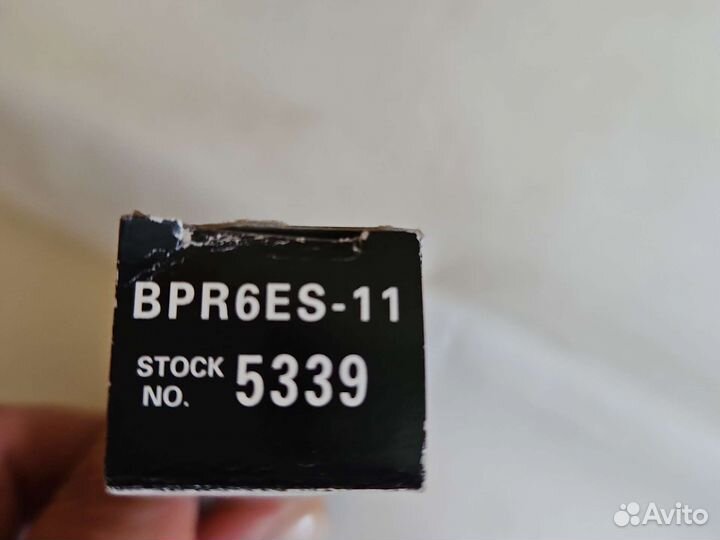 BPR6ES-11
STOCK NO. 5339
Avito